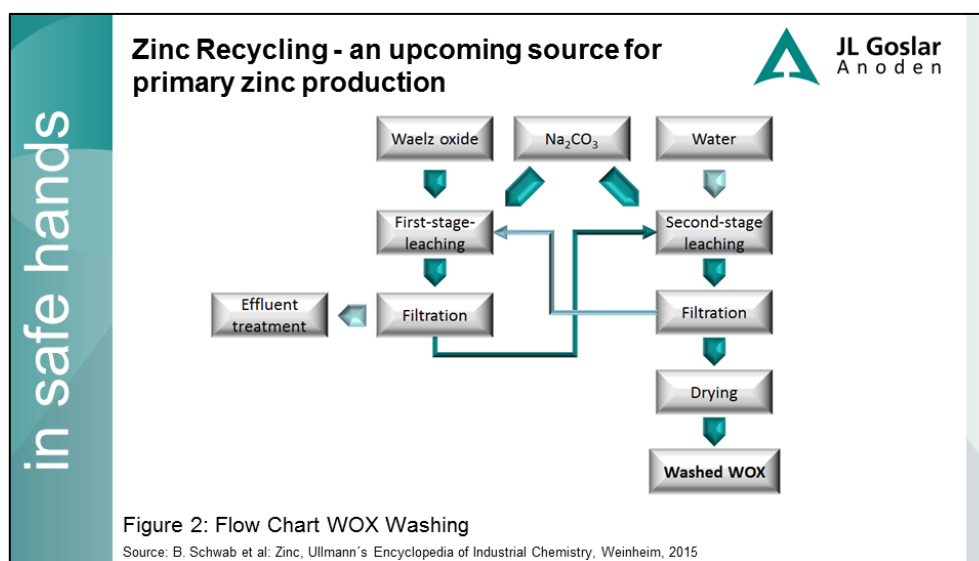 in safe hands
Zinc Recycling - an upcoming source for
primary zinc production
JL Goslar
Anoden
Waelz oxide
Na₂CO₃
Water
First-stage-
leaching
Second-stage
leaching
Effluent
treatment
Filtration
Filtration
Drying
Washed WOX
Figure 2: Flow Chart WOX Washing
Source: B. Schwab et al: Zinc, Ullmann´s Encyclopedia of Industrial Chemistry, Weinheim, 2015